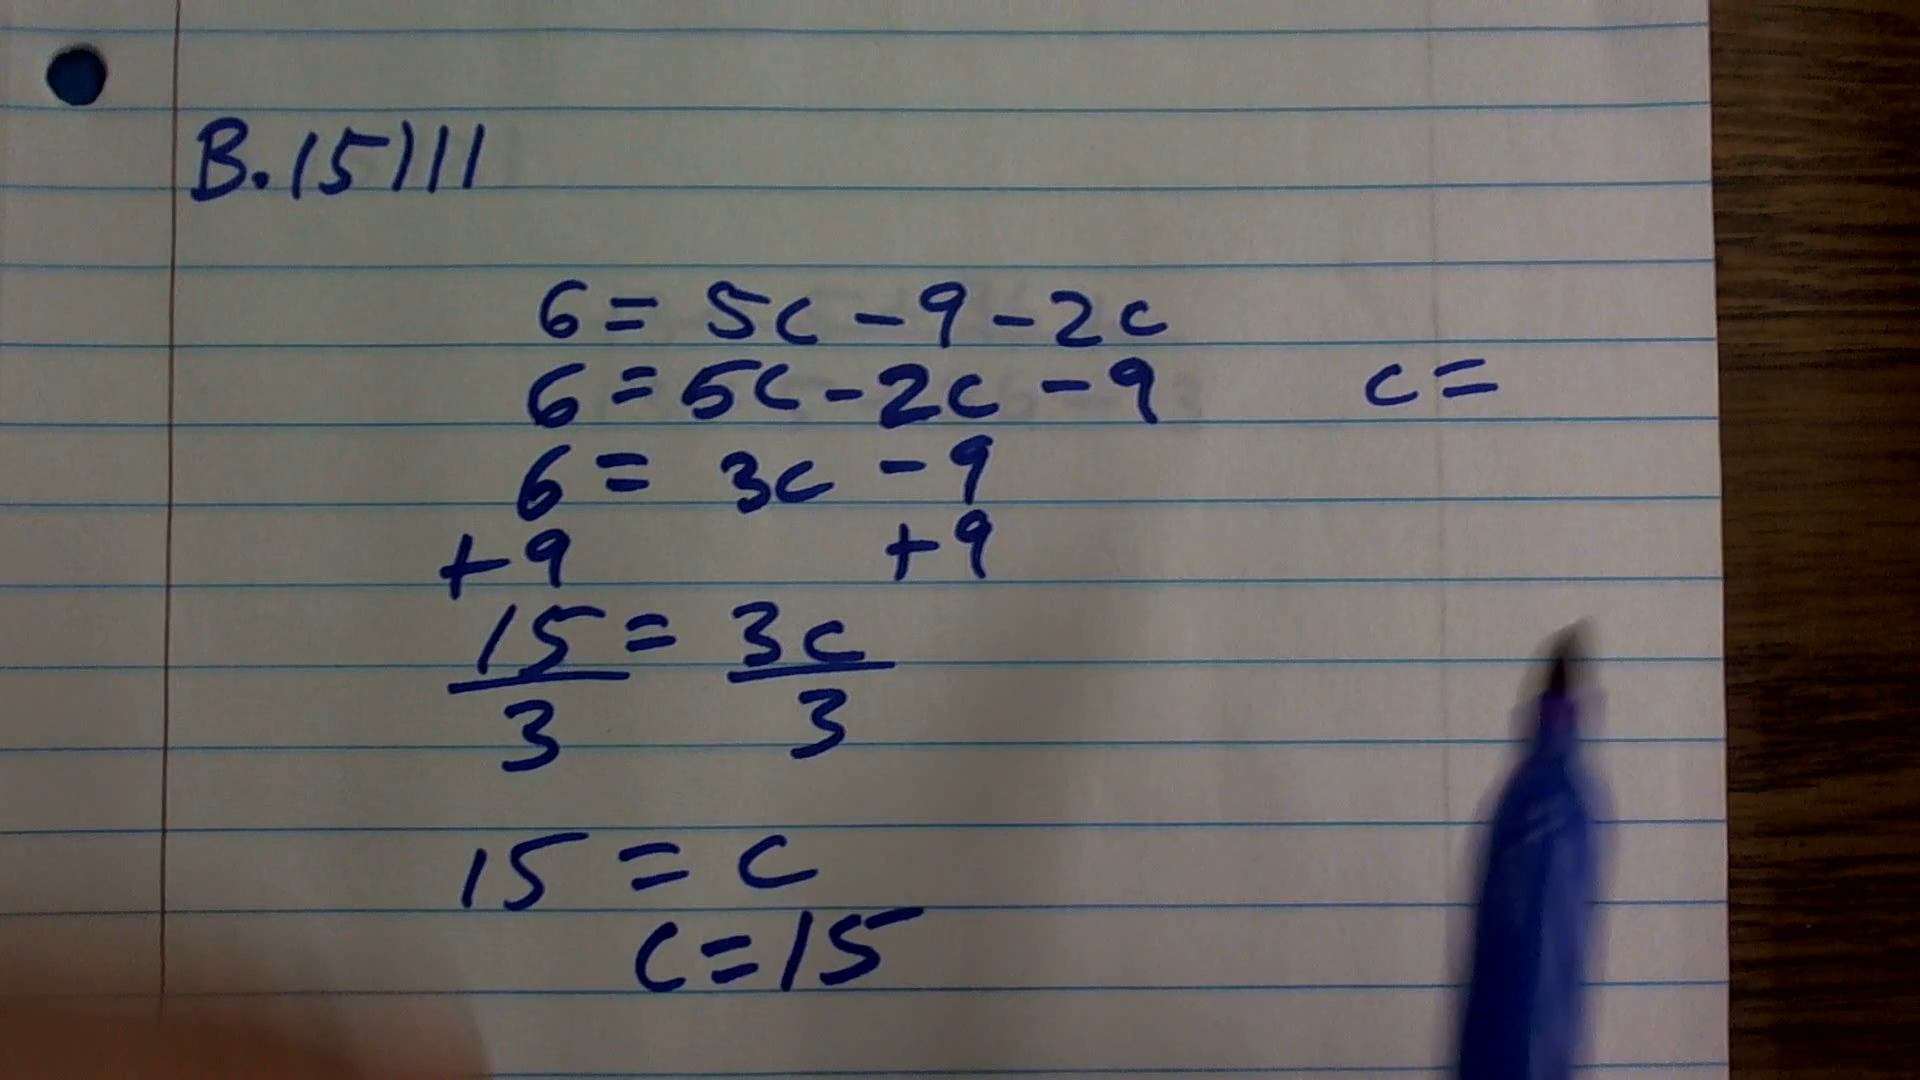 B.15)11
6 = 5c - 9 - 2c
6 = 5c - 2c - 9 c =
6 = 3c - 9
+9 +9
15 = 3c
3 3
15 = c
c = 15